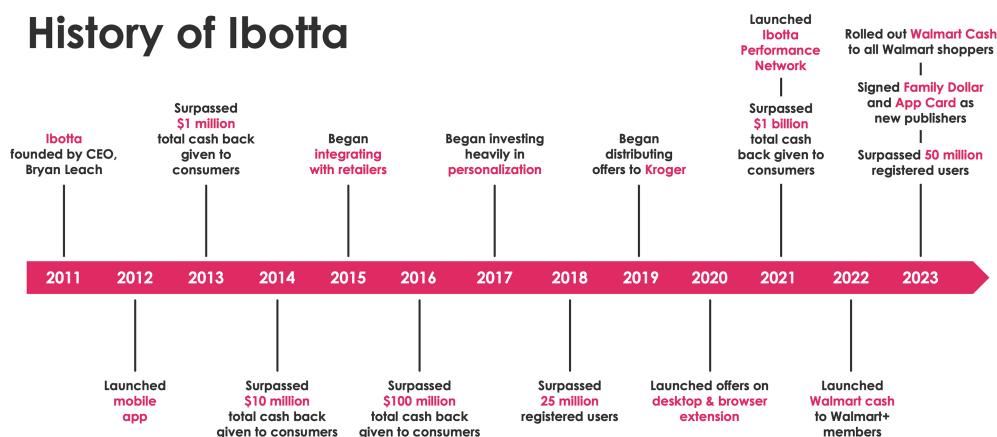 History of Ibotta
Ibotta
founded by CEO,
Bryan Leach
Surpassed
$1 million
total cash back
given to
consumers
Began
integrating
with retailers
Began investing
heavily in
personalization
Began
distributing
offers to Kroger
Launched
Ibotta
Performance
Network
Surpassed
$1 billion
total cash
back given to
consumers
Rolled out Walmart Cash
to all Walmart shoppers
Signed Family Dollar
and App Card as
new publishers
Surpassed 50 million
registered users
2011 2012 2013 2014 2015 2016 2017 2018 2019 2020 2021 2022 2023
Launched
mobile
app
Surpassed
$10 million
total cash back
given to consumers
Surpassed
$100 million
total cash back
given to consumers
Surpassed
25 million
registered users
Launched offers on
desktop & browser
extension
Launched
Walmart cash
to Walmart+
members